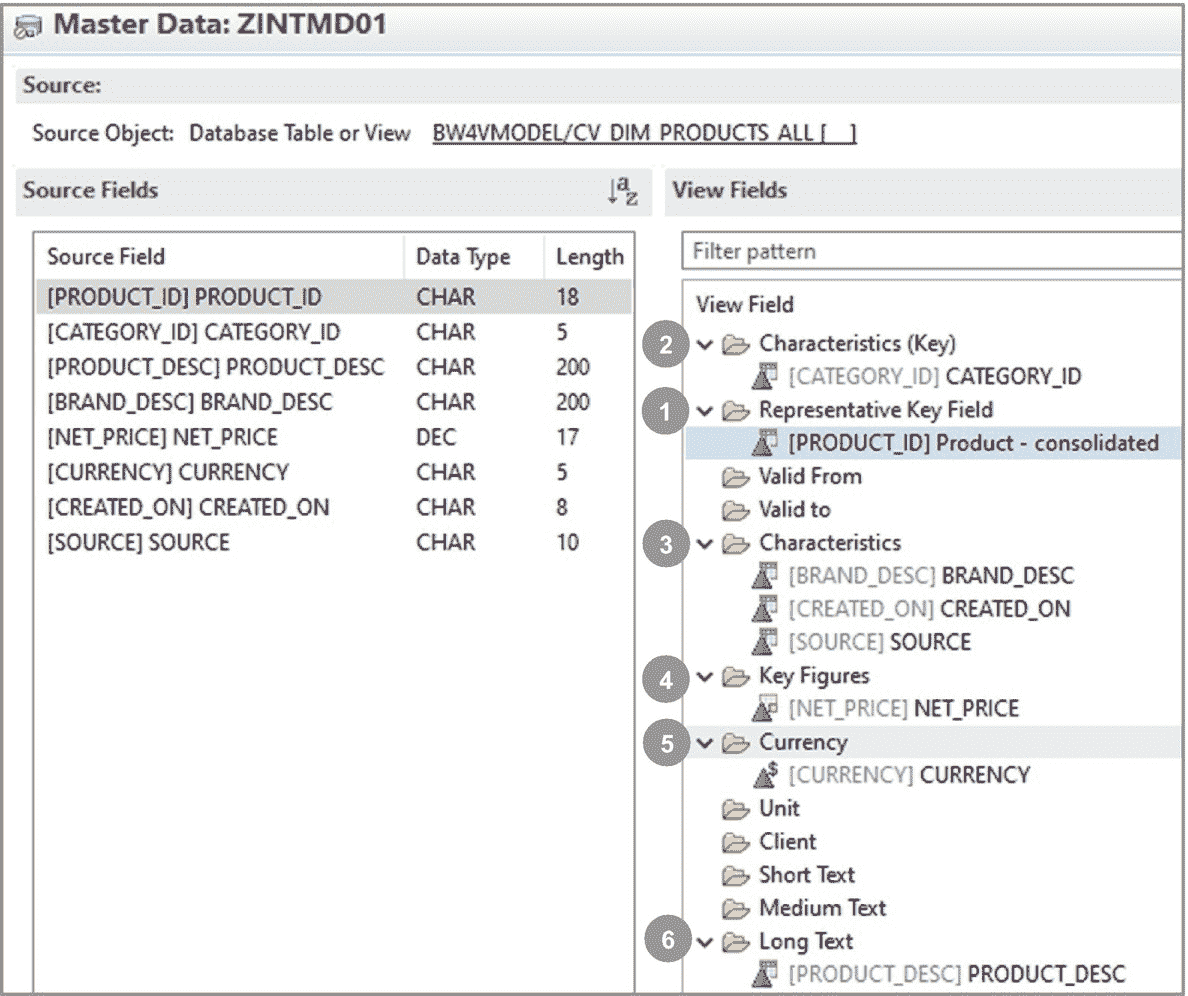 Master Data: ZINTMD01
Source:
Source Object: Database Table or View BW4VMODEL/CV_DIM_PRODUCTS_ALL [ ]
Source Fields
View Fields
Source Field Data Type Length
[PRODUCT_ID] PRODUCT_ID CHAR 18
[CATEGORY_ID] CATEGORY_ID CHAR 5
[PRODUCT_DESC] PRODUCT_DESC CHAR 200
[BRAND_DESC] BRAND_DESC CHAR 200
[NET_PRICE] NET_PRICE DEC 17
[CURRENCY] CURRENCY CHAR 5
[CREATED_ON] CREATED_ON CHAR 8
[SOURCE] SOURCE CHAR 10
Filter pattern
View Field
2 Characteristics (Key)
[CATEGORY_ID] CATEGORY_ID
1 Representative Key Field
[PRODUCT_ID] Product - consolidated
Valid From
Valid to
3 Characteristics
[BRAND_DESC] BRAND_DESC
[CREATED_ON] CREATED_ON
[SOURCE] SOURCE
4 Key Figures
[NET_PRICE] NET_PRICE
5 Currency
[CURRENCY] CURRENCY
Unit
Client
Short Text
Medium Text
6 Long Text
[PRODUCT_DESC] PRODUCT_DESC